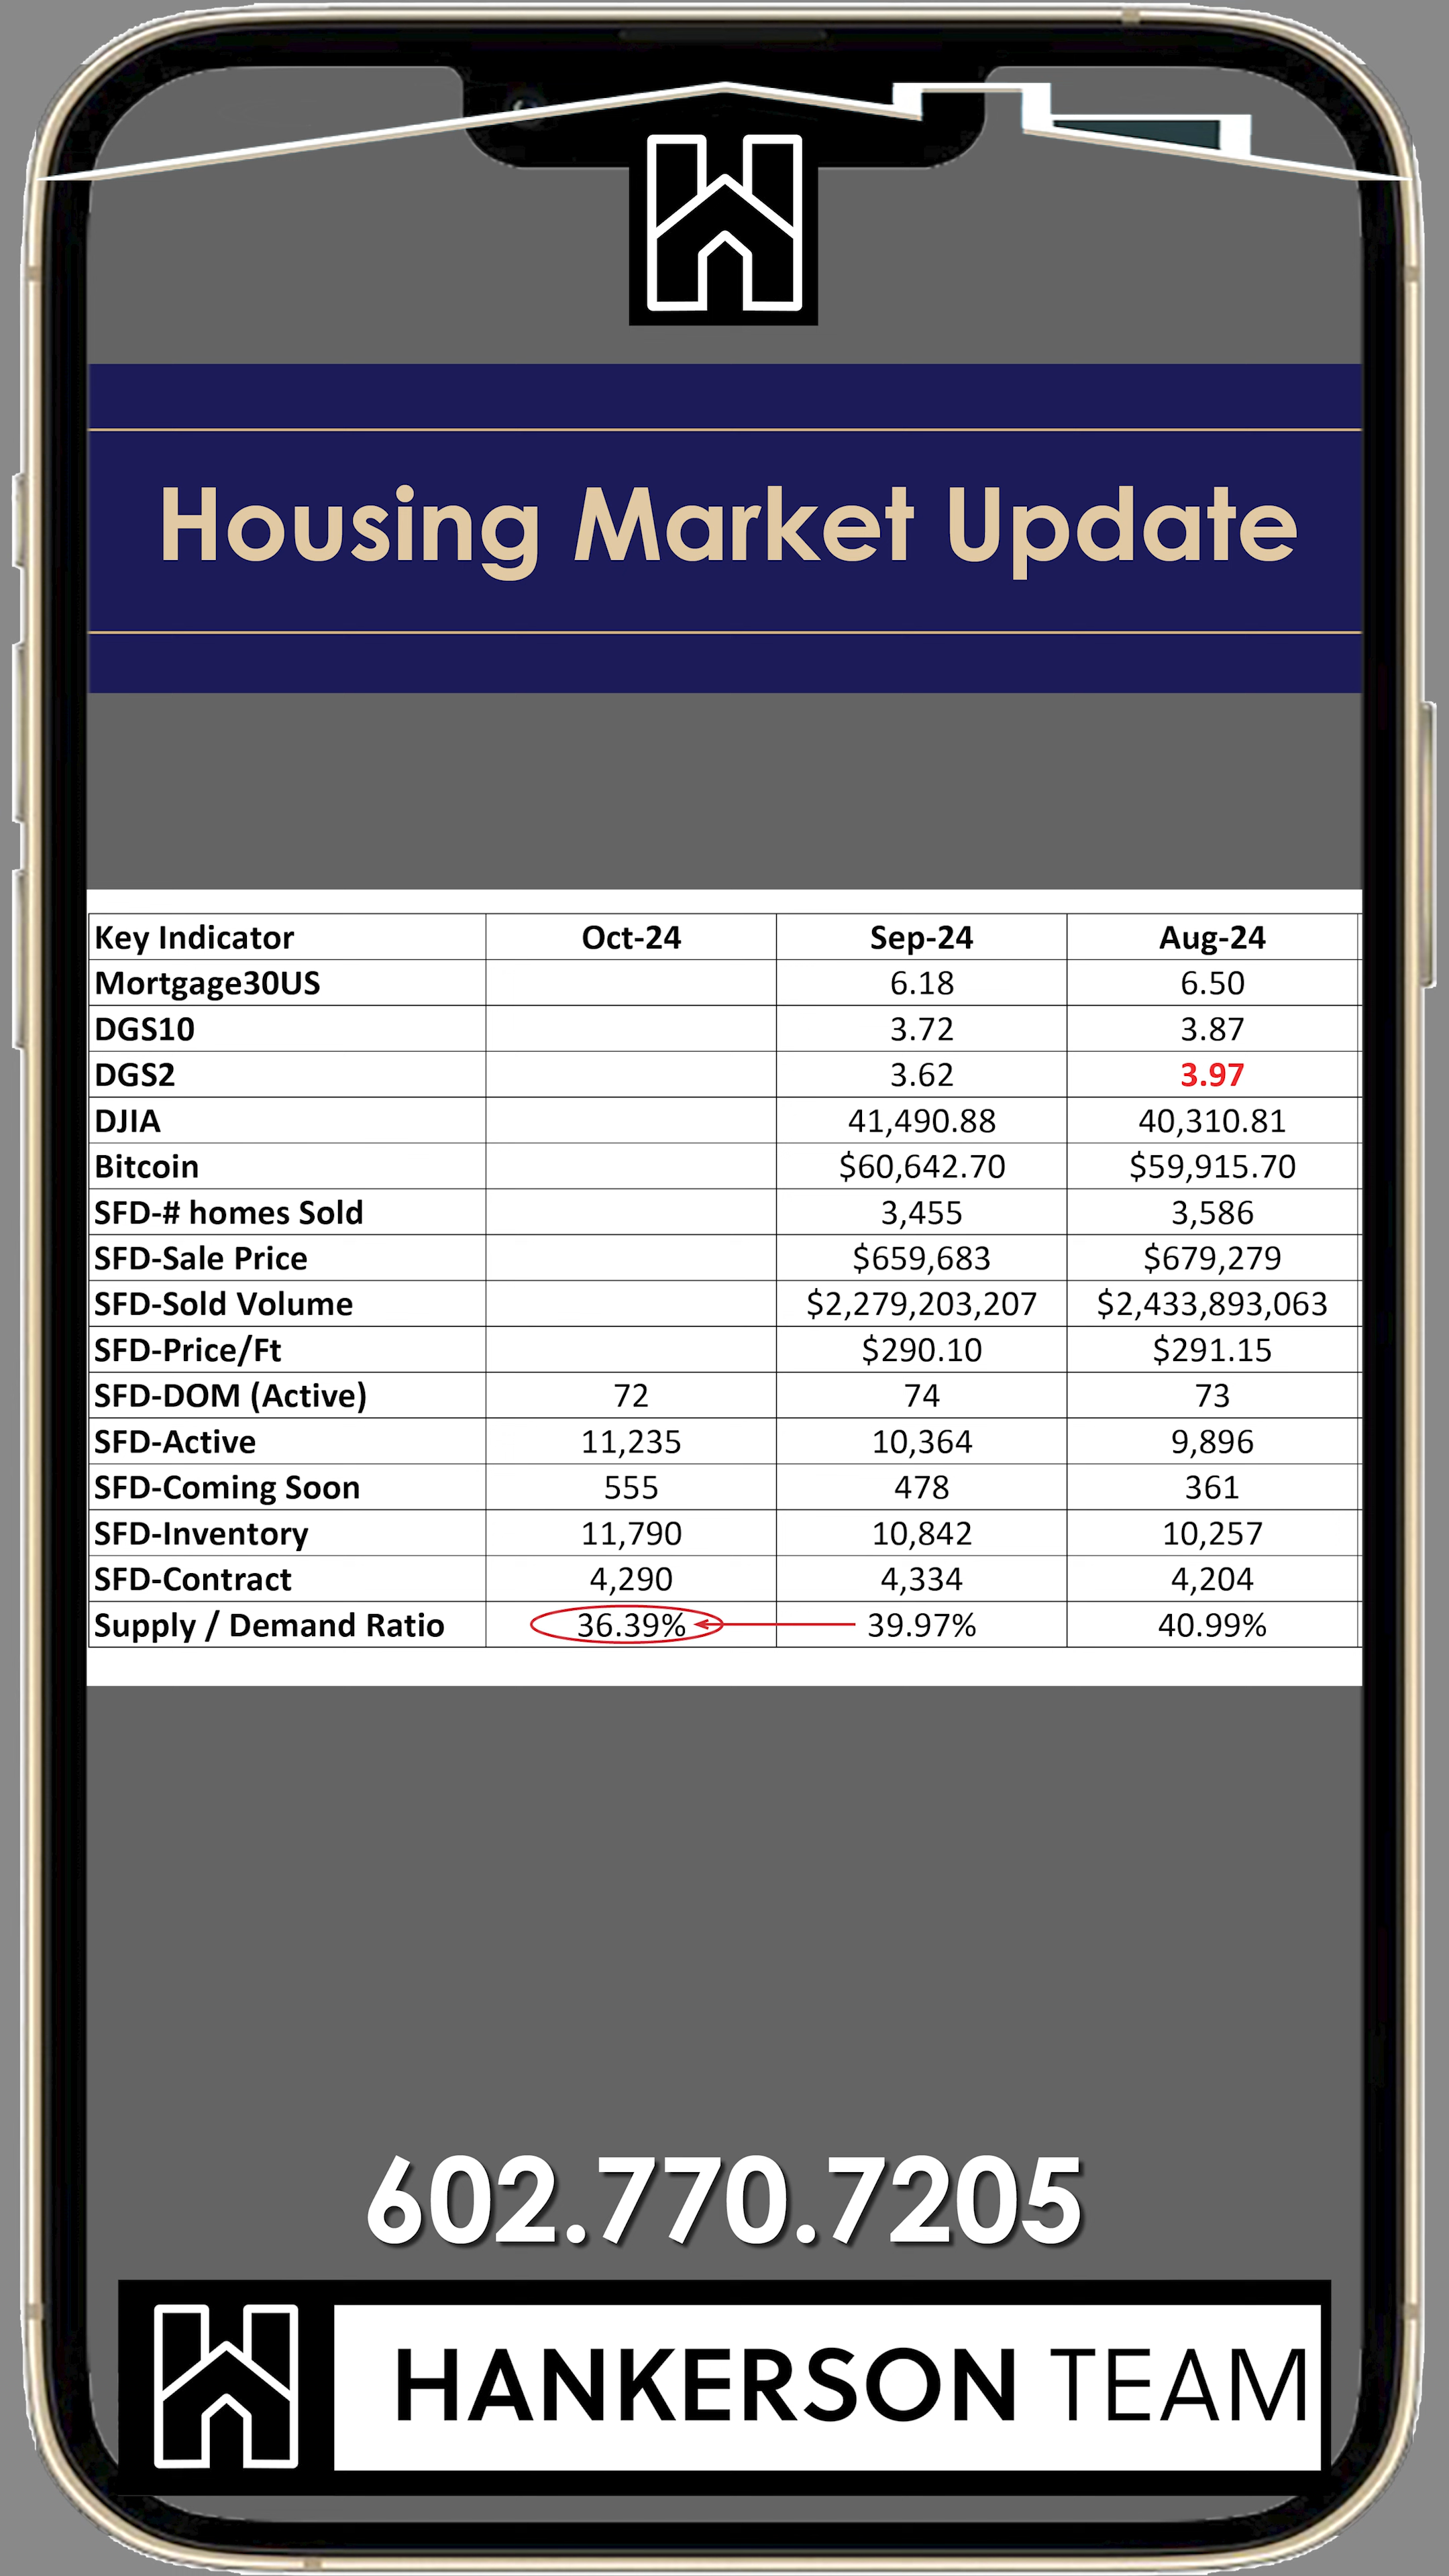 Housing Market Update
Key Indicator Oct-24 Sep-24 Aug-24
Mortgage30US 6.18 6.50
DGS10 3.72 3.87
DGS2 3.62 3.97
DJIA 41,490.88 40,310.81
Bitcoin $60,642.70 $59,915.70
SFD-# homes Sold 3,455 3,586
SFD-Sale Price $659,683 $679,279
SFD-Sold Volume $2,279,203,207 $2,433,893,063
SFD-Price/Ft $290.10 $291.15
SFD-DOM (Active) 72 74 73
SFD-Active 11,235 10,364 9,896
SFD-Coming Soon 555 478 361
SFD-Inventory 11,790 10,842 10,257
SFD-Contract 4,290 4,334 4,204
Supply / Demand Ratio 36.39% 39.97% 40.99%
602.770.7205
HANKERSON TEAM